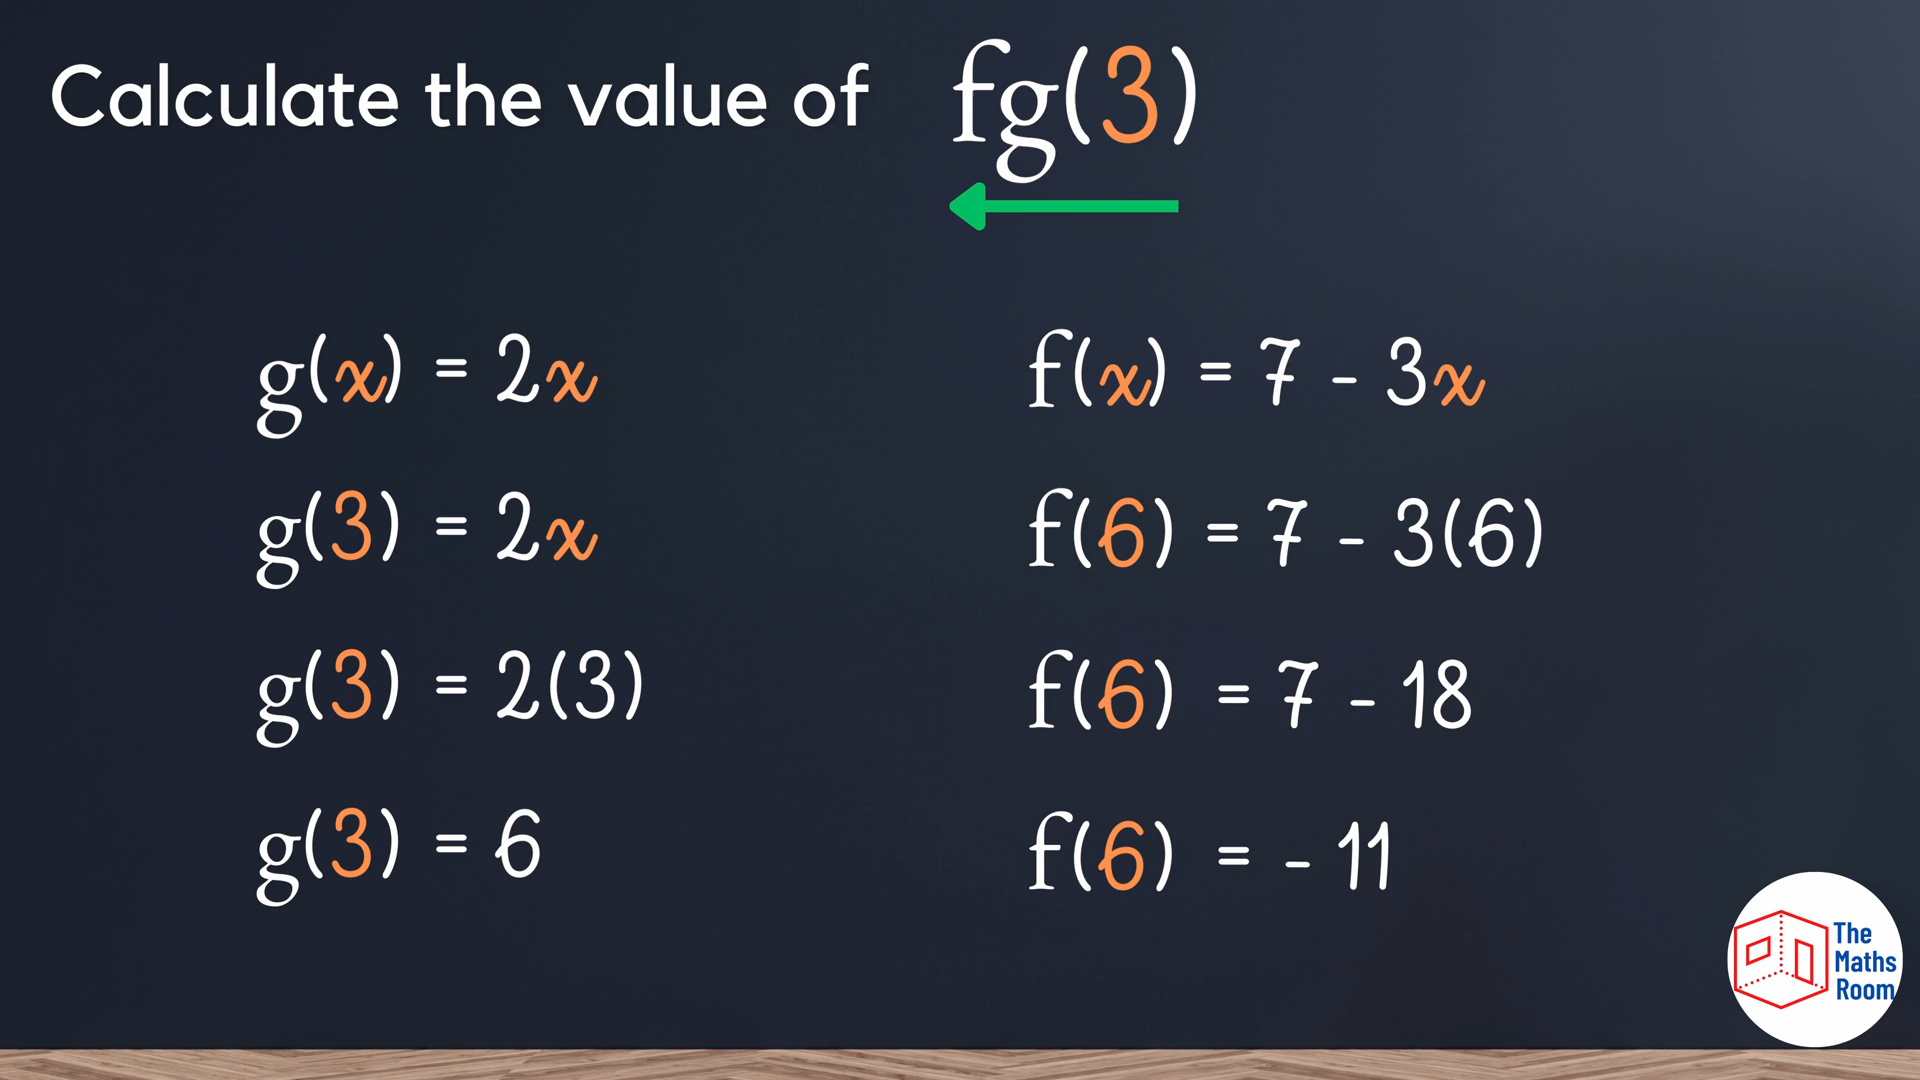 Calculate the value of fg(3)
g(x) = 2x
g(3) = 2x
g(3) = 2(3)
g(3) = 6
f(x) = 7 - 3x
f(6) = 7 - 3(6)
f(6) = 7 - 18
f(6) = - 11
The
Maths
Room